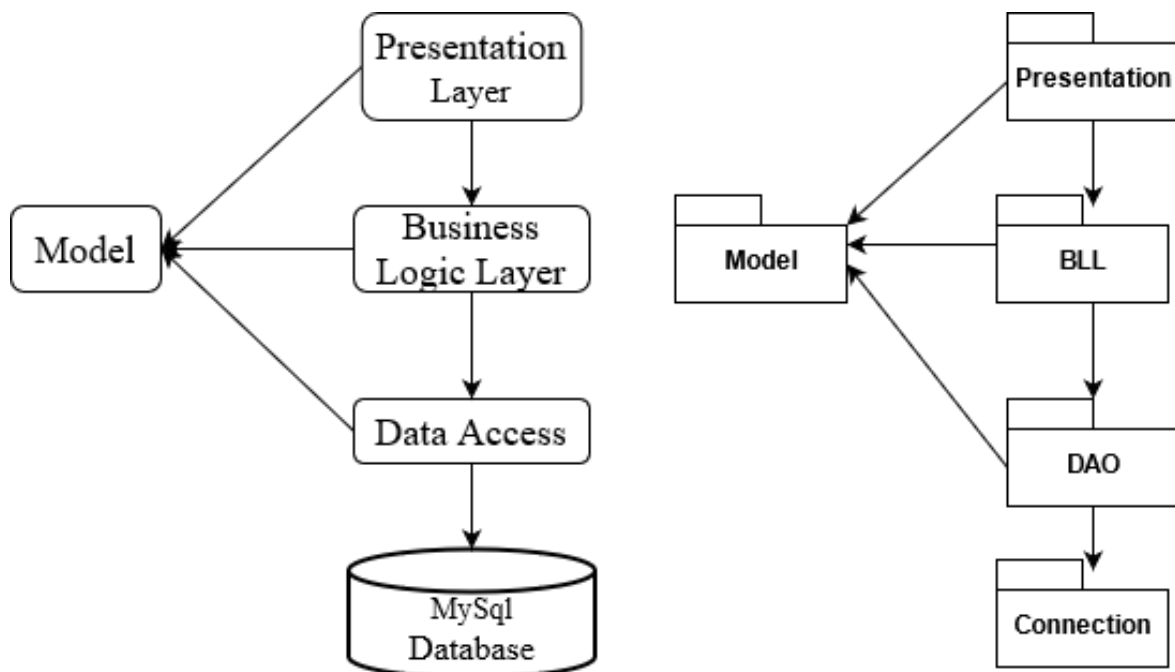 Presentation
Layer
Model
Business
Logic Layer
Data Access
MySql
Database
Presentation
Model
BLL
DAO
Connection